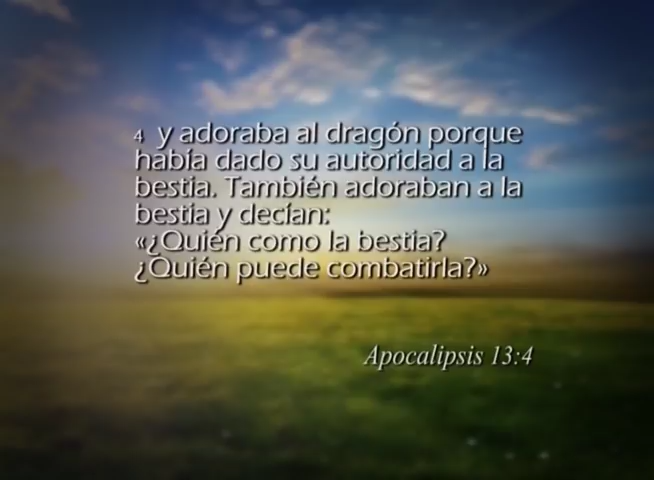 4 y adoraba al dragón porque
había dado su autoridad a la
bestia. También adoraban a la
bestia y decían:
«¿Quién como la bestia?
¿Quién puede combatirla?»
Apocalipsis 13:4